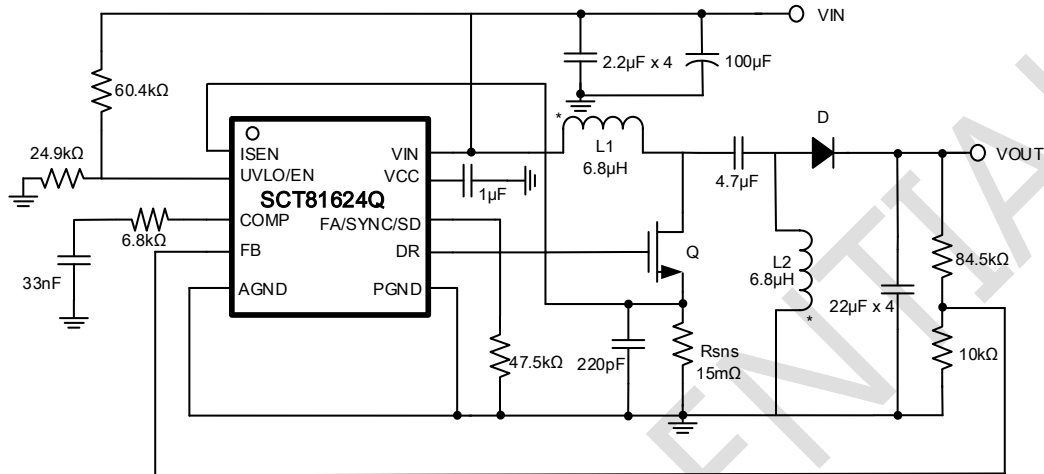 VIN
2.2µF x 4
100µF
60.4kΩ
*
L1
6.8µH
D
ISEN
VIN
VOUT
24.9kΩ
UVLO/EN
VCC
1µF
4.7µF
SCT81624Q
COMP
FA/SYNC/SD
6.8kΩ
FB
DR
Q
L2
6.8µH
84.5kΩ
33nF
AGND
PGND
*
22µF x 4
47.5kΩ
220pF
Rsns
15mΩ
10kΩ
ENTIAL